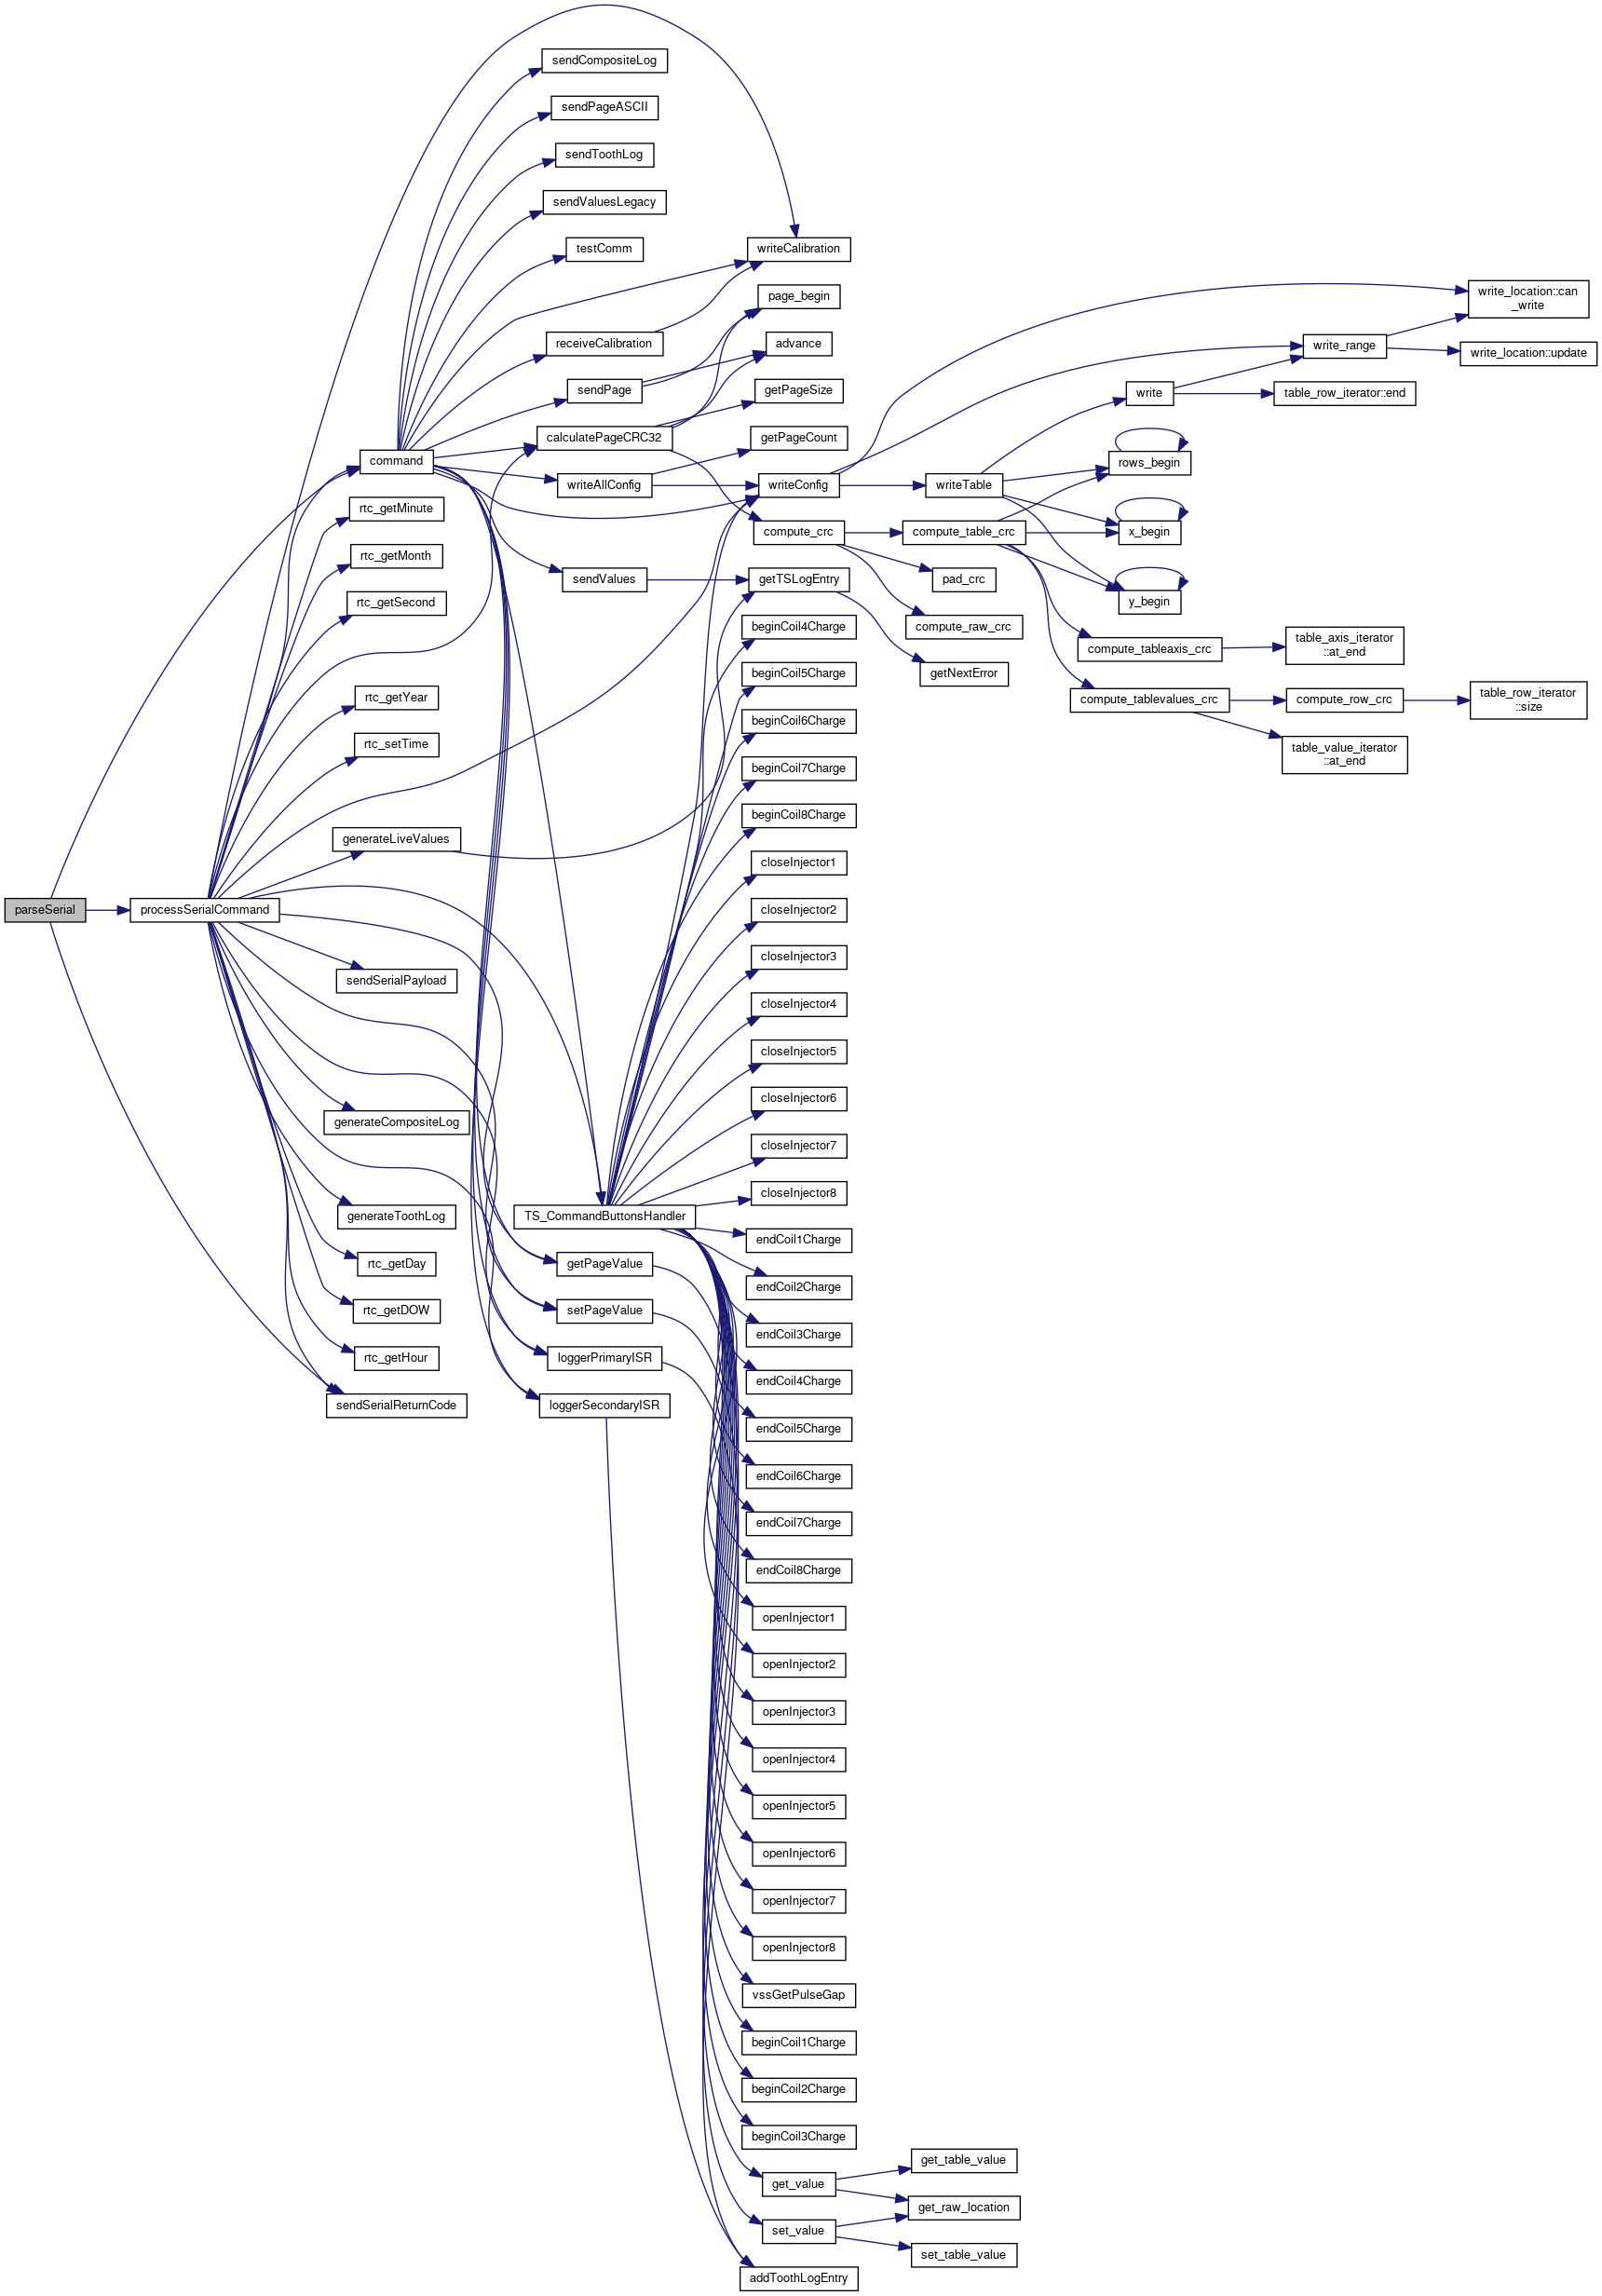 parseSerial
processSerialCommand
command
rtc_getMinute
rtc_getMonth
rtc_getSecond
rtc_getYear
rtc_setTime
generateLiveValues
sendSerialPayload
generateCompositeLog
generateToothLog
rtc_getDay
rtc_getDOW
rtc_getHour
sendSerialReturnCode
sendCompositeLog
sendPageASCII
sendToothLog
sendValuesLegacy
testComm
receiveCalibration
sendPage
calculatePageCRC32
writeAllConfig
sendValues
TS_CommandButtonsHandler
getPageValue
setPageValue
loggerPrimaryISR
loggerSecondaryISR
writeCalibration
page_begin
advance
getPageSize
getPageCount
writeConfig
compute_crc
getTSLogEntry
beginCoil4Charge
beginCoil5Charge
beginCoil6Charge
beginCoil7Charge
beginCoil8Charge
closeInjector1
closeInjector2
closeInjector3
closeInjector4
closeInjector5
closeInjector6
closeInjector7
closeInjector8
endCoil1Charge
endCoil2Charge
endCoil3Charge
endCoil4Charge
endCoil5Charge
endCoil6Charge
endCoil7Charge
endCoil8Charge
openInjector1
openInjector2
openInjector3
openInjector4
openInjector5
openInjector6
openInjector7
openInjector8
vssGetPulseGap
beginCoil1Charge
beginCoil2Charge
beginCoil3Charge
get_value
set_value
addToothLogEntry
writeTable
compute_table_crc
pad_crc
compute_raw_crc
getNextError
get_table_value
get_raw_location
set_table_value
write
rows_begin
x_begin
y_begin
compute_tableaxis_crc
compute_tablevalues_crc
write_range
table_row_iterator::end
table_axis_iterator
::at_end
compute_row_crc
table_value_iterator
::at_end
write_location::can
_write
write_location::update
table_row_iterator
::size